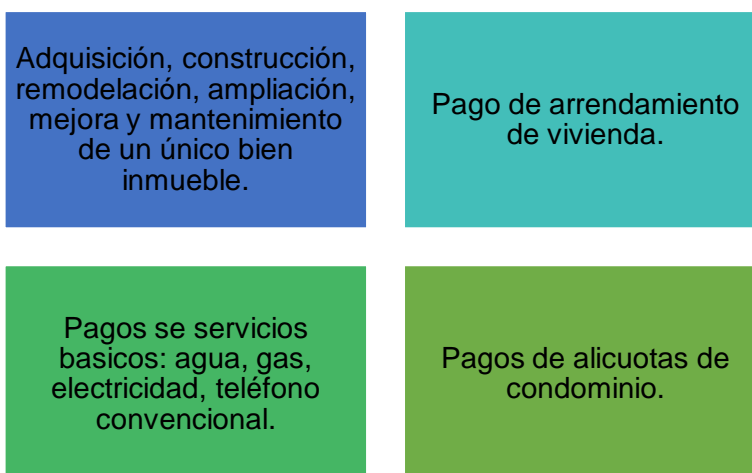 Adquisición, construcción,
remodelación, ampliación,
mejora y mantenimiento
de un único bien
inmueble.
Pago de arrendamiento
de vivienda.
Pagos se servicios
basicos: agua, gas,
electricidad, teléfono
convencional.
Pagos de alicuotas de
condominio.